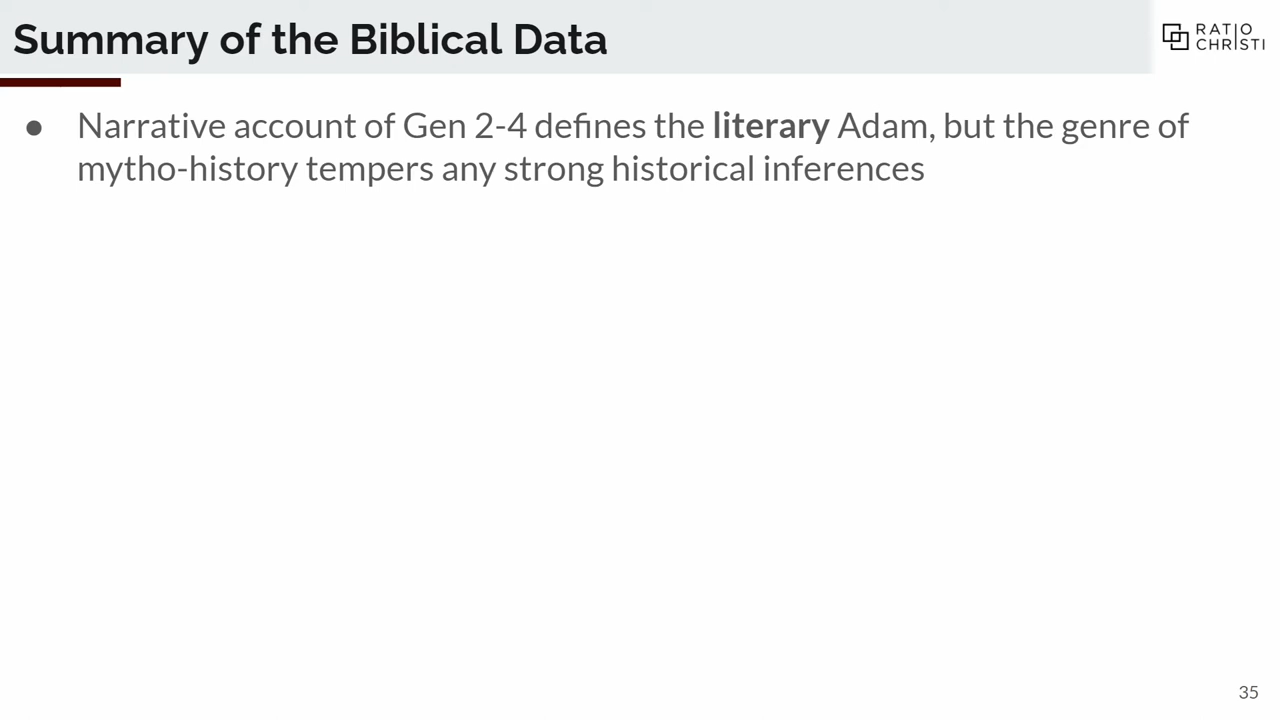 Summary of the Biblical Data
RATIO
CHRISTI
● Narrative account of Gen 2-4 defines the literary Adam, but the genre of
mytho-history tempers any strong historical inferences
35